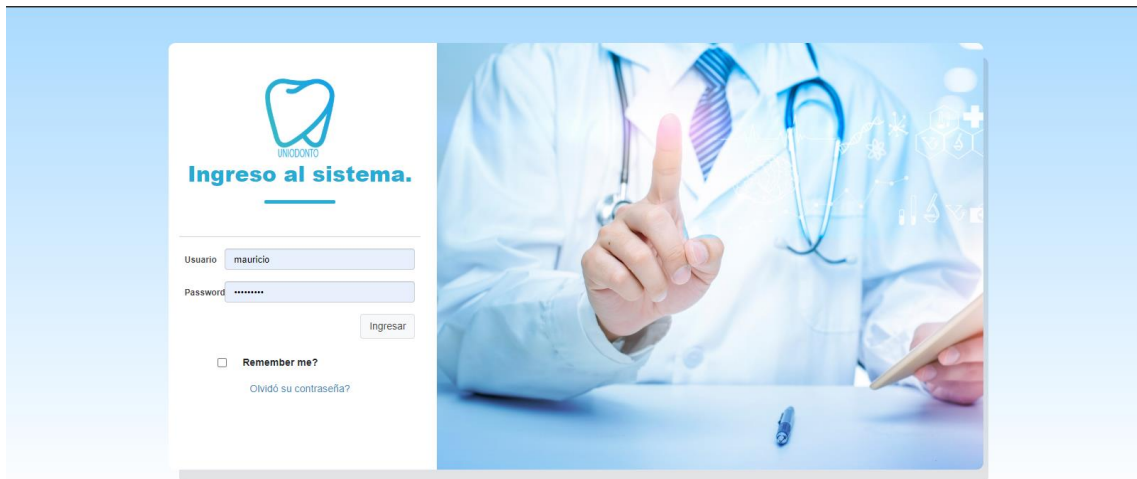 UNIODONTO
Ingreso al sistema.
Usuario mauricio
Password •••••••••
Ingresar
Remember me?
Olvidó su contraseña?